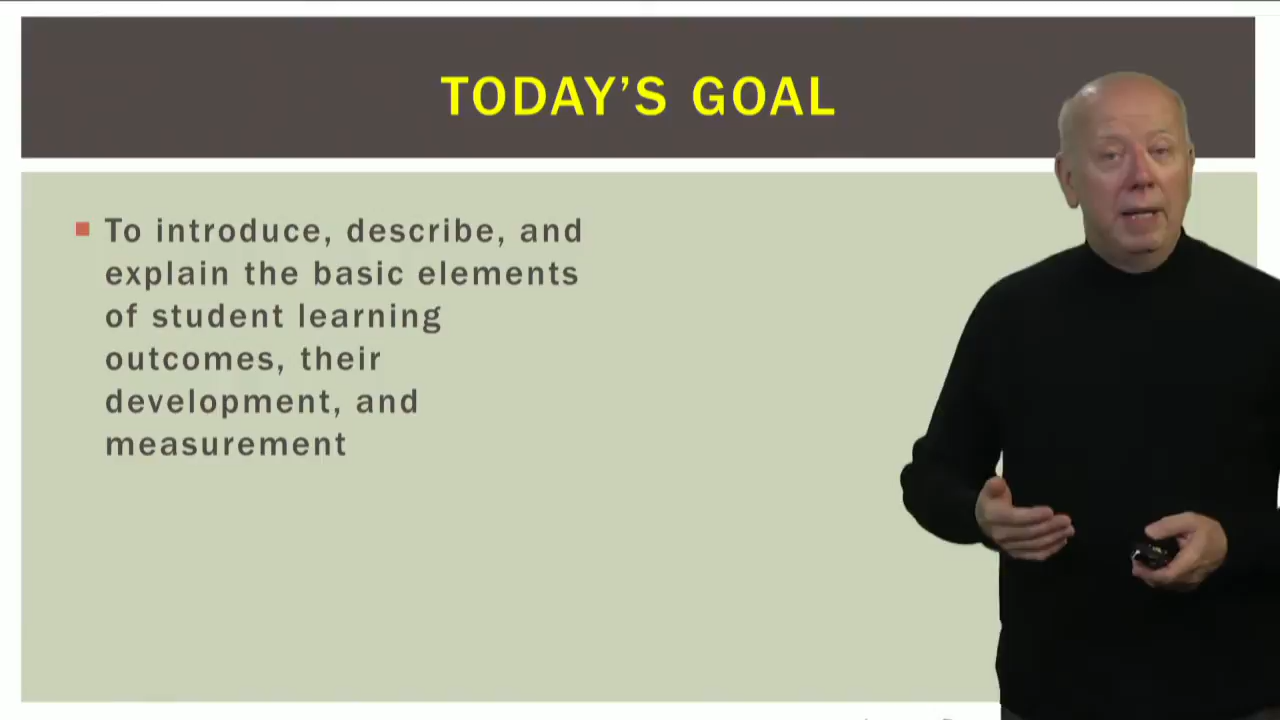 TODAY’S GOAL
To introduce, describe, and
explain the basic elements
of student learning
outcomes, their
development, and
measurement